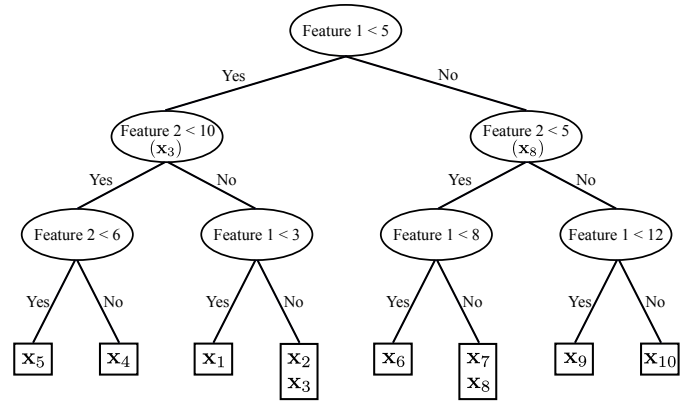 Feature 1 < 5
Yes
No
Feature 2 < 10
(x₃)
Feature 2 < 5
(x₈)
Yes
No
Yes
No
Feature 2 < 6
Feature 1 < 3
Feature 1 < 8
Feature 1 < 12
Yes
No
Yes
No
Yes
No
Yes
No
x₅
x₄
x₁
x₂
x₃
x₆
x₇
x₈
x₉
x₁₀